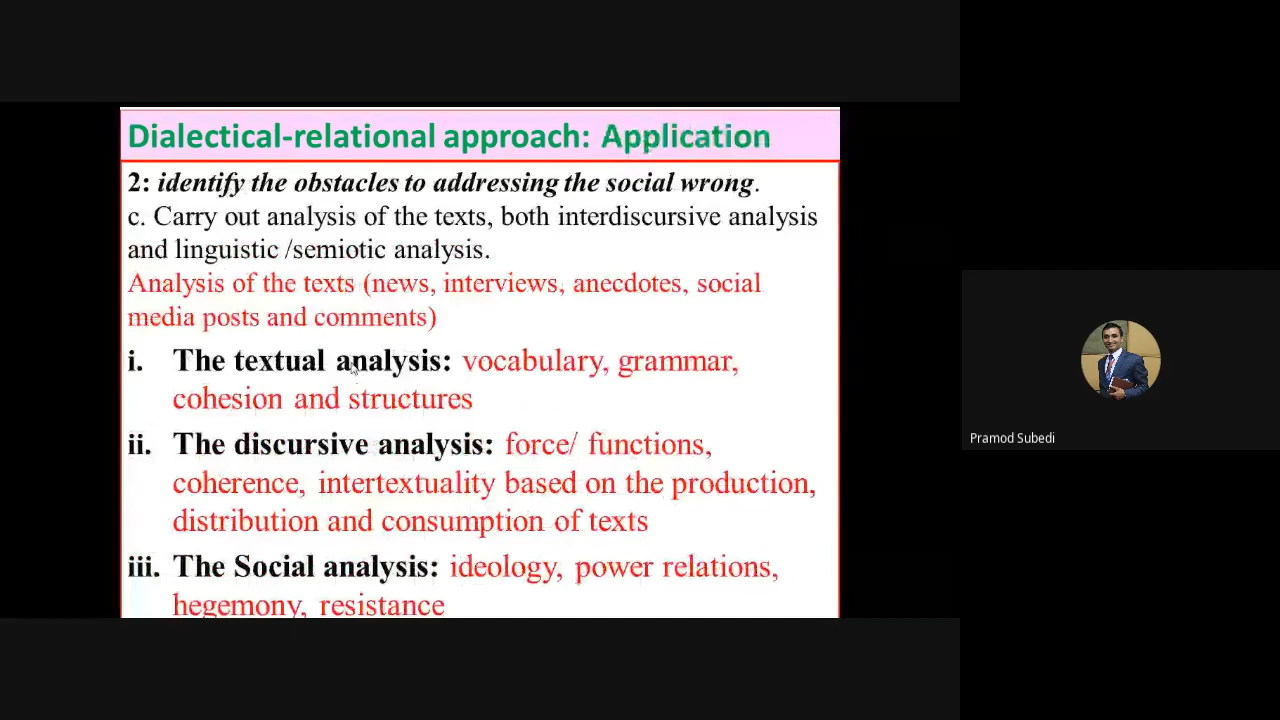 Dialectical-relational approach: Application
2: identify the obstacles to addressing the social wrong.
c. Carry out analysis of the texts, both interdiscursive analysis
and linguistic /semiotic analysis.
Analysis of the texts (news, interviews, anecdotes, social
media posts and comments)
i. The textual analysis: vocabulary, grammar,
cohesion and structures
ii. The discursive analysis: force/ functions,
coherence, intertextuality based on the production,
distribution and consumption of texts
iii. The Social analysis: ideology, power relations,
hegemony, resistance
Pramod Subedi